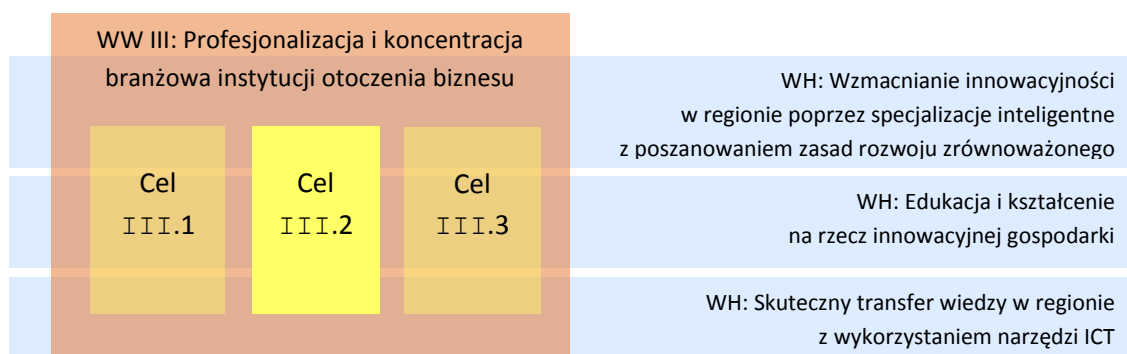 WW III: Profesjonalizacja i koncentracja
branżowa instytucji otoczenia biznesu
Cel
III.1
Cel
III.2
Cel
III.3
WH: Wzmacnianie innowacyjności
w regionie poprzez specjalizacje inteligentne
z poszanowaniem zasad rozwoju zrównoważonego
WH: Edukacja i kształcenie
na rzecz innowacyjnej gospodarki
WH: Skuteczny transfer wiedzy w regionie
z wykorzystaniem narzędzi ICT